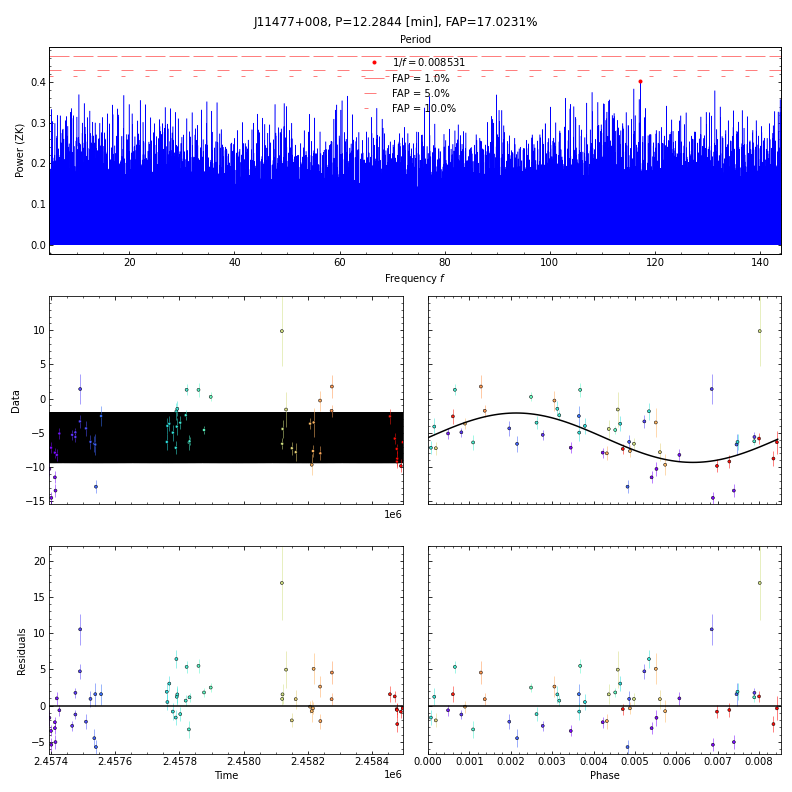 J11477+008, P=12.2844 [min], FAP=17.0231%
Period
1/f = 0.008531
FAP = 1.0%
FAP = 5.0%
FAP = 10.0%
Power (ZK)
0.4
0.3
0.2
0.1
0.0
20 40 60 80 100 120 140
Frequency f
Data
10
5
0
−5
−10
−15
1e6
Residuals
20
15
10
5
0
−5
2.4574 2.4576 2.4578 2.4580 2.4582 2.4584
Time
1e6
0.000 0.001 0.002 0.003 0.004 0.005 0.006 0.007 0.008
Phase